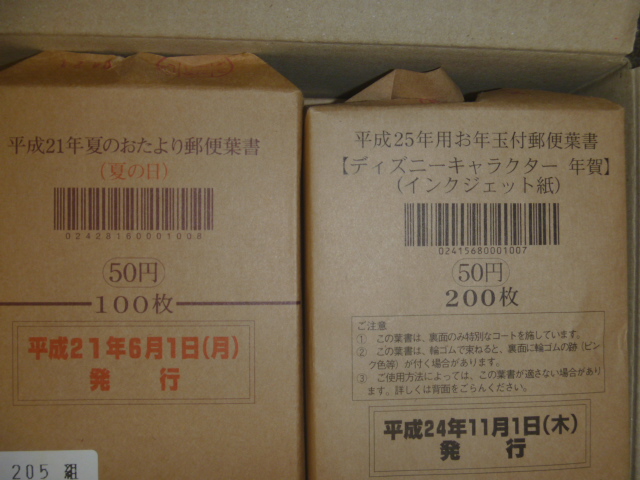 平成21年夏のおたより郵便葉書
(夏の日)
02429160001008
50円
100枚
平成21年6月1日(月)
発 行
205 組
平成25年用お年玉付郵便葉書
【ディズニーキャラクター 年賀】
(インクジェット紙)
02415680001007
50円
200枚
ご注意
① この葉書は、裏面のみ特別なコートを施しています。
② この葉書は、輪ゴムで束ねると、裏面に輪ゴムの跡(ピン
ク色等)が付く場合があります。
③ ご使用方法によっては、この葉書が適さない場合があり
ます。詳しくは背面をごらんください。
平成24年11月1日(木)
発 行